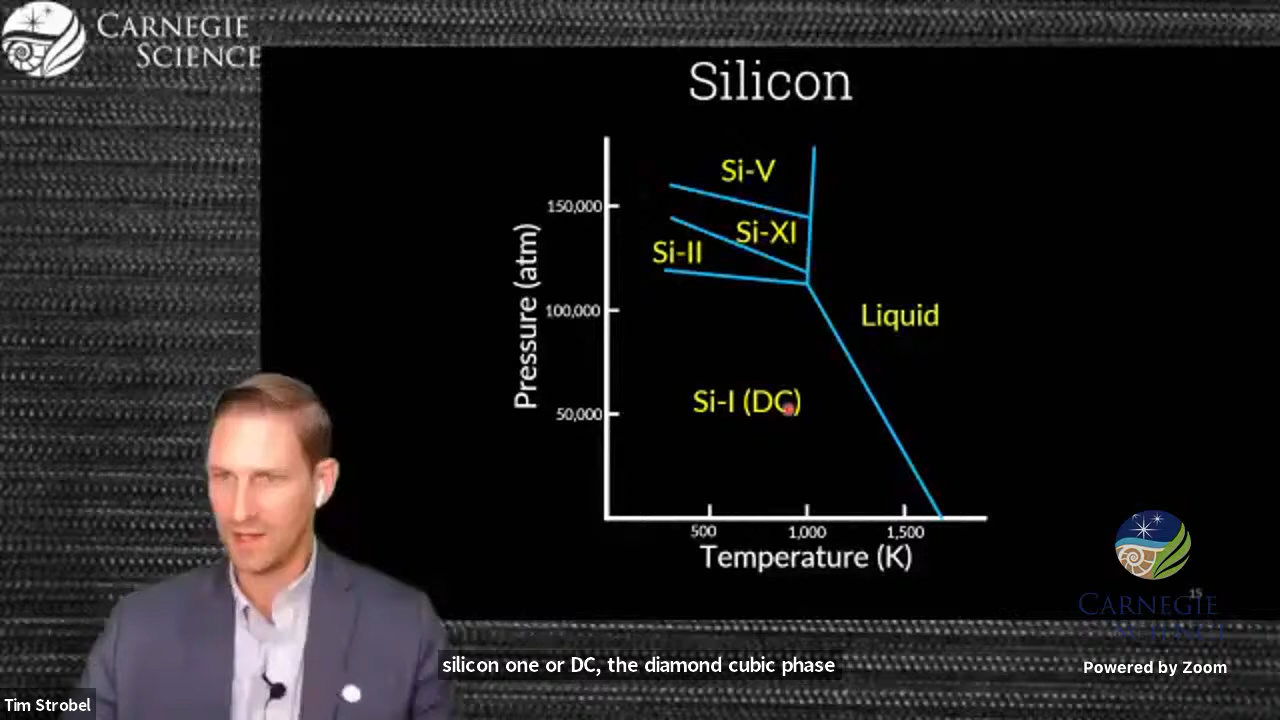 CARNEGIE
SCIENCE
Silicon
Pressure (atm)
150,000
100,000
50,000
Si-V
Si-XI
Si-II
Liquid
Si-I (DC)
500
1,000
1,500
Temperature (K)
15
CARNEGIE
SCIENCE
silicon one or DC, the diamond cubic phase
Powered by Zoom
Tim Strobel